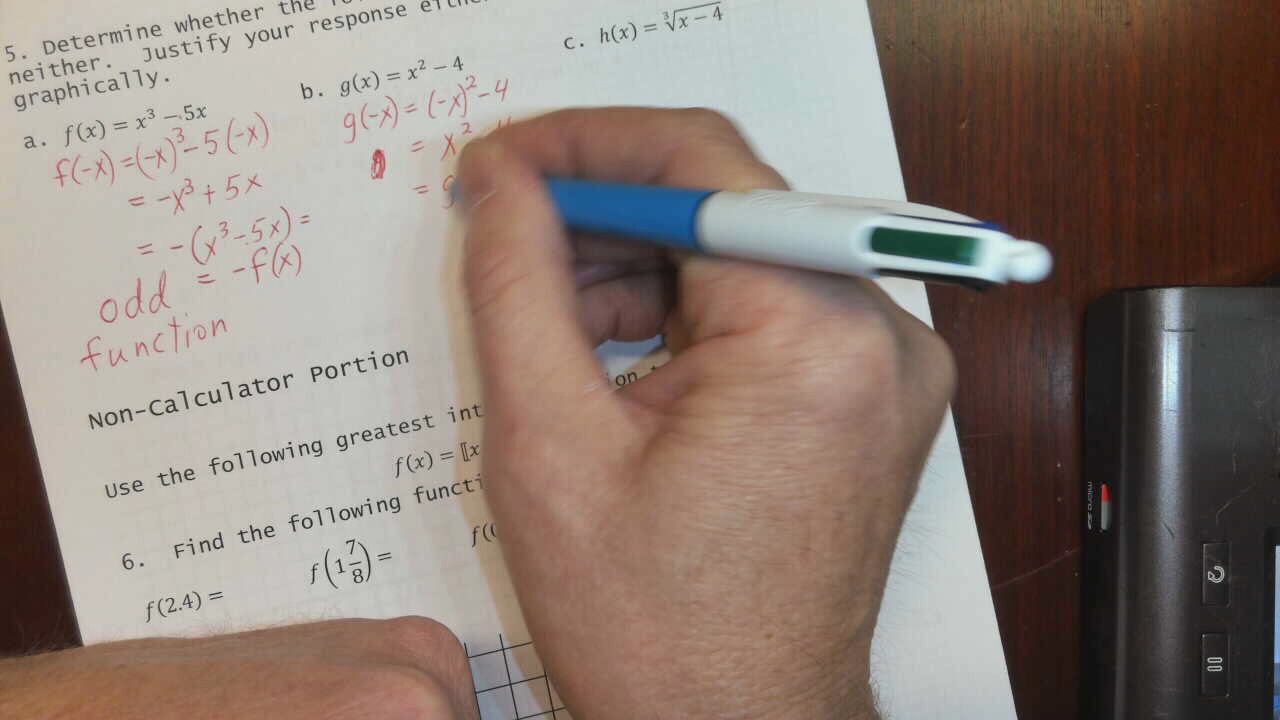 5. Determine whether the
neither. Justify your response
graphically.
a. f(x) = x³ − 5x
f(-x) = (-x)³ - 5(-x)
= -x³ + 5x
= -(x³ - 5x) =
= -f(x)
odd
function
b. g(x) = x² − 4
g(-x) = (-x)² - 4
= x²
=
c. h(x) = ∛(x − 4)
Non-Calculator Portion
Use the following greatest
f(x) = ⟦x
6. Find the following
f(2.4) =
f(1 7/8) =